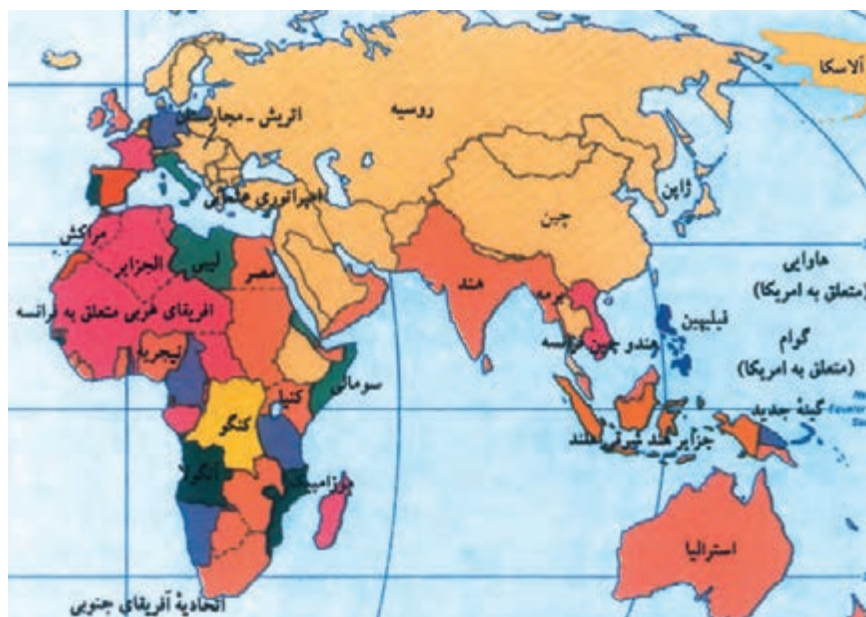 آلاسکا
روسیه
اتریش - مجارستان
ژاپن
امپراتوری عثمانی
چین
مراکش
الجزایر
لیبی
مصر
هند
برمه
هاوایی
(متعلق به امریکا)
فیلیپین
افریقای غربی متعلق به فرانسه
هندوچین فرانسه
گوام
(متعلق به امریکا)
نیجریه
سومالی
کنیا
کنگو
گینهٔ جدید
جزایر هند شرقی هلند
آنگولا
موزامبیک
استرالیا
اتحادیهٔ آفریقای جنوبی